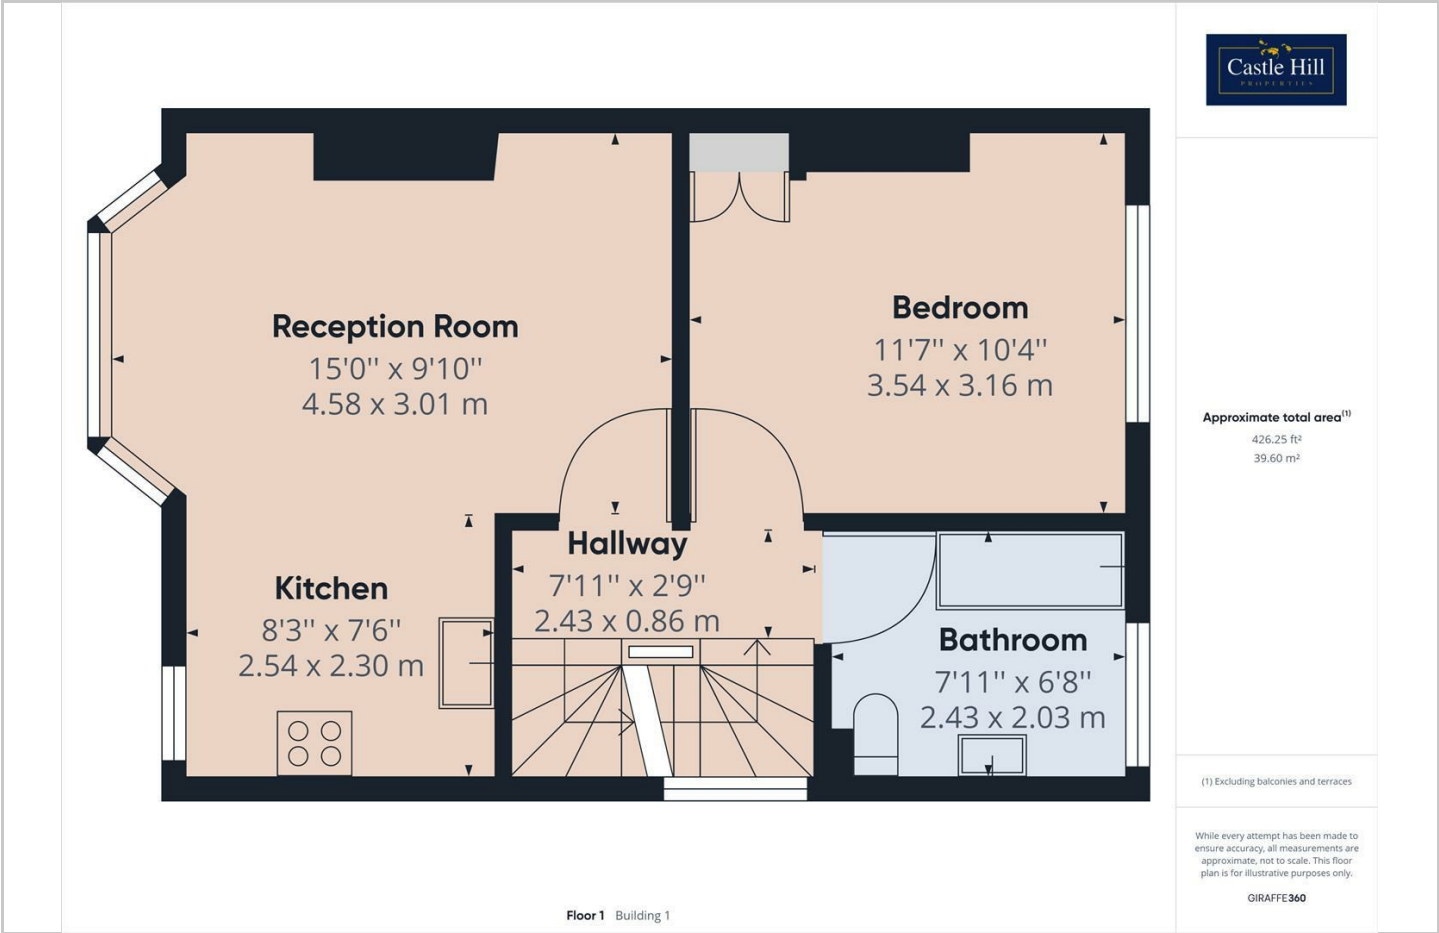 Castle Hill
PROPERTIES
Reception Room
15'0'' x 9'10''
4.58 x 3.01 m
Bedroom
11'7'' x 10'4''
3.54 x 3.16 m
Hallway
7'11'' x 2'9''
2.43 x 0.86 m
Kitchen
8'3'' x 7'6''
2.54 x 2.30 m
Bathroom
7'11'' x 6'8''
2.43 x 2.03 m
Approximate total area(1)
426.25 ft²
39.60 m²
(1) Excluding balconies and terraces
While every attempt has been made to
ensure accuracy, all measurements are
approximate, not to scale. This floor
plan is for illustrative purposes only.
GIRAFFE360
Floor 1 Building 1